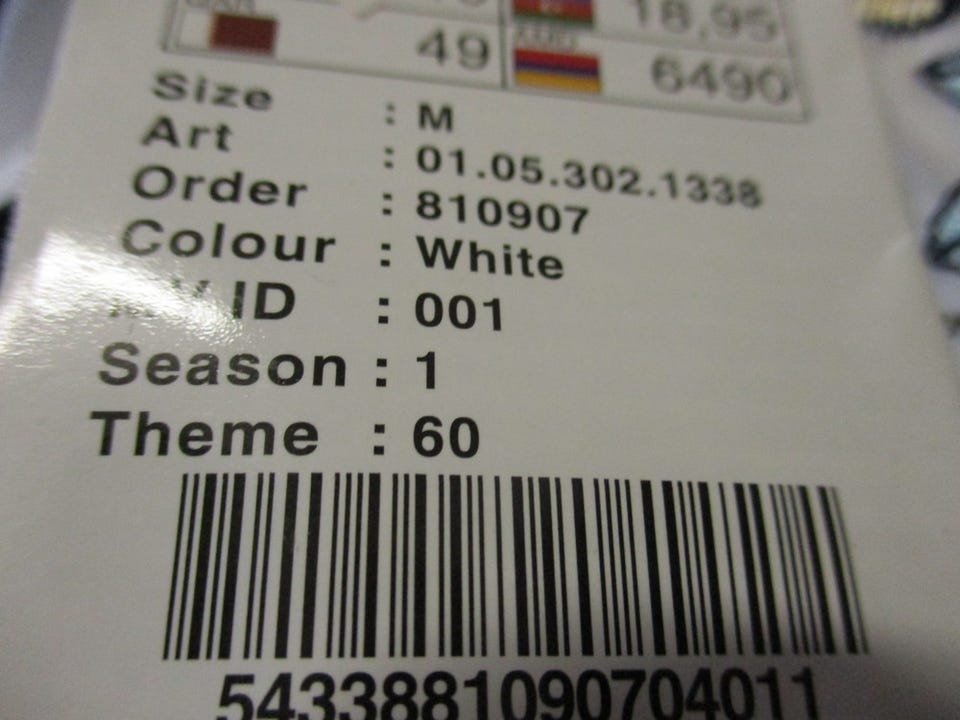 18,95
49
6490
Size : M
Art : 01.05.302.1338
Order : 810907
Colour : White
ID : 001
Season : 1
Theme : 60
5433881090704011